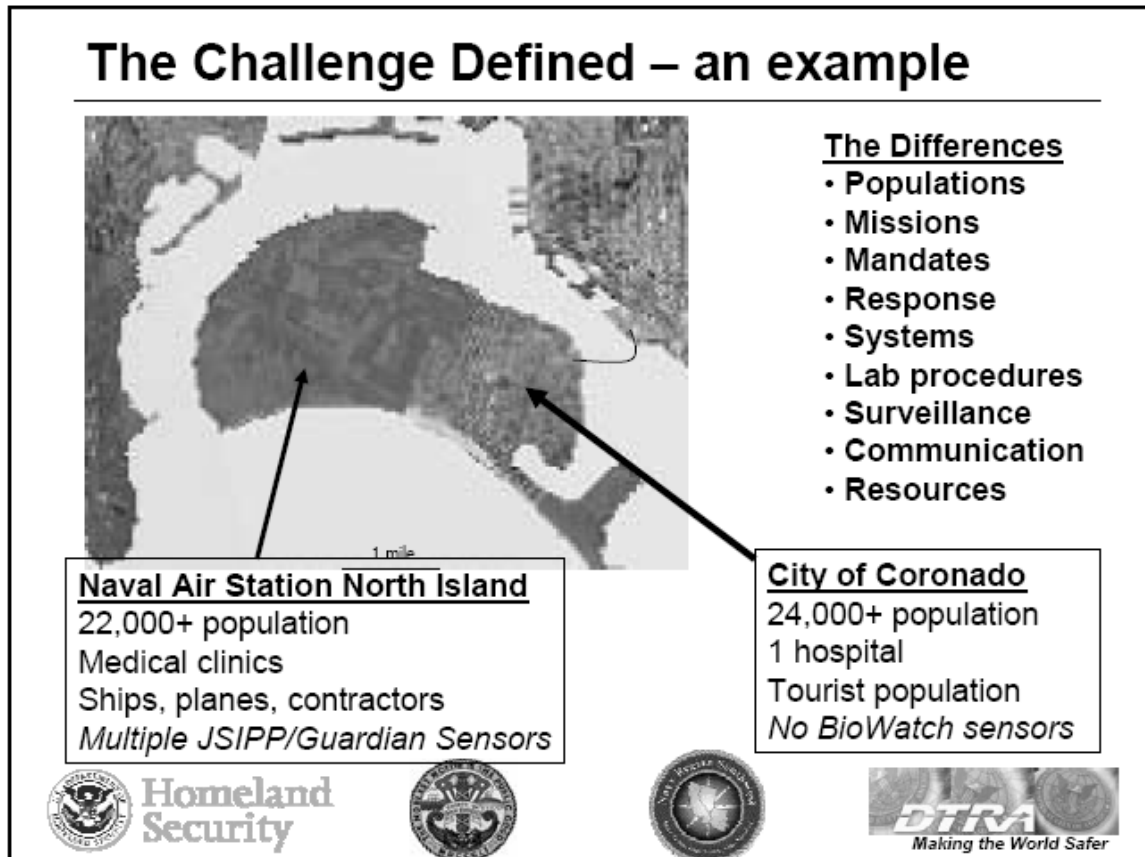 The Challenge Defined – an example
The Differences
• Populations
• Missions
• Mandates
• Response
• Systems
• Lab procedures
• Surveillance
• Communication
• Resources
1 mile
Naval Air Station North Island
22,000+ population
Medical clinics
Ships, planes, contractors
Multiple JSIPP/Guardian Sensors
City of Coronado
24,000+ population
1 hospital
Tourist population
No BioWatch sensors
Homeland
Security
DTRA
Making the World Safer